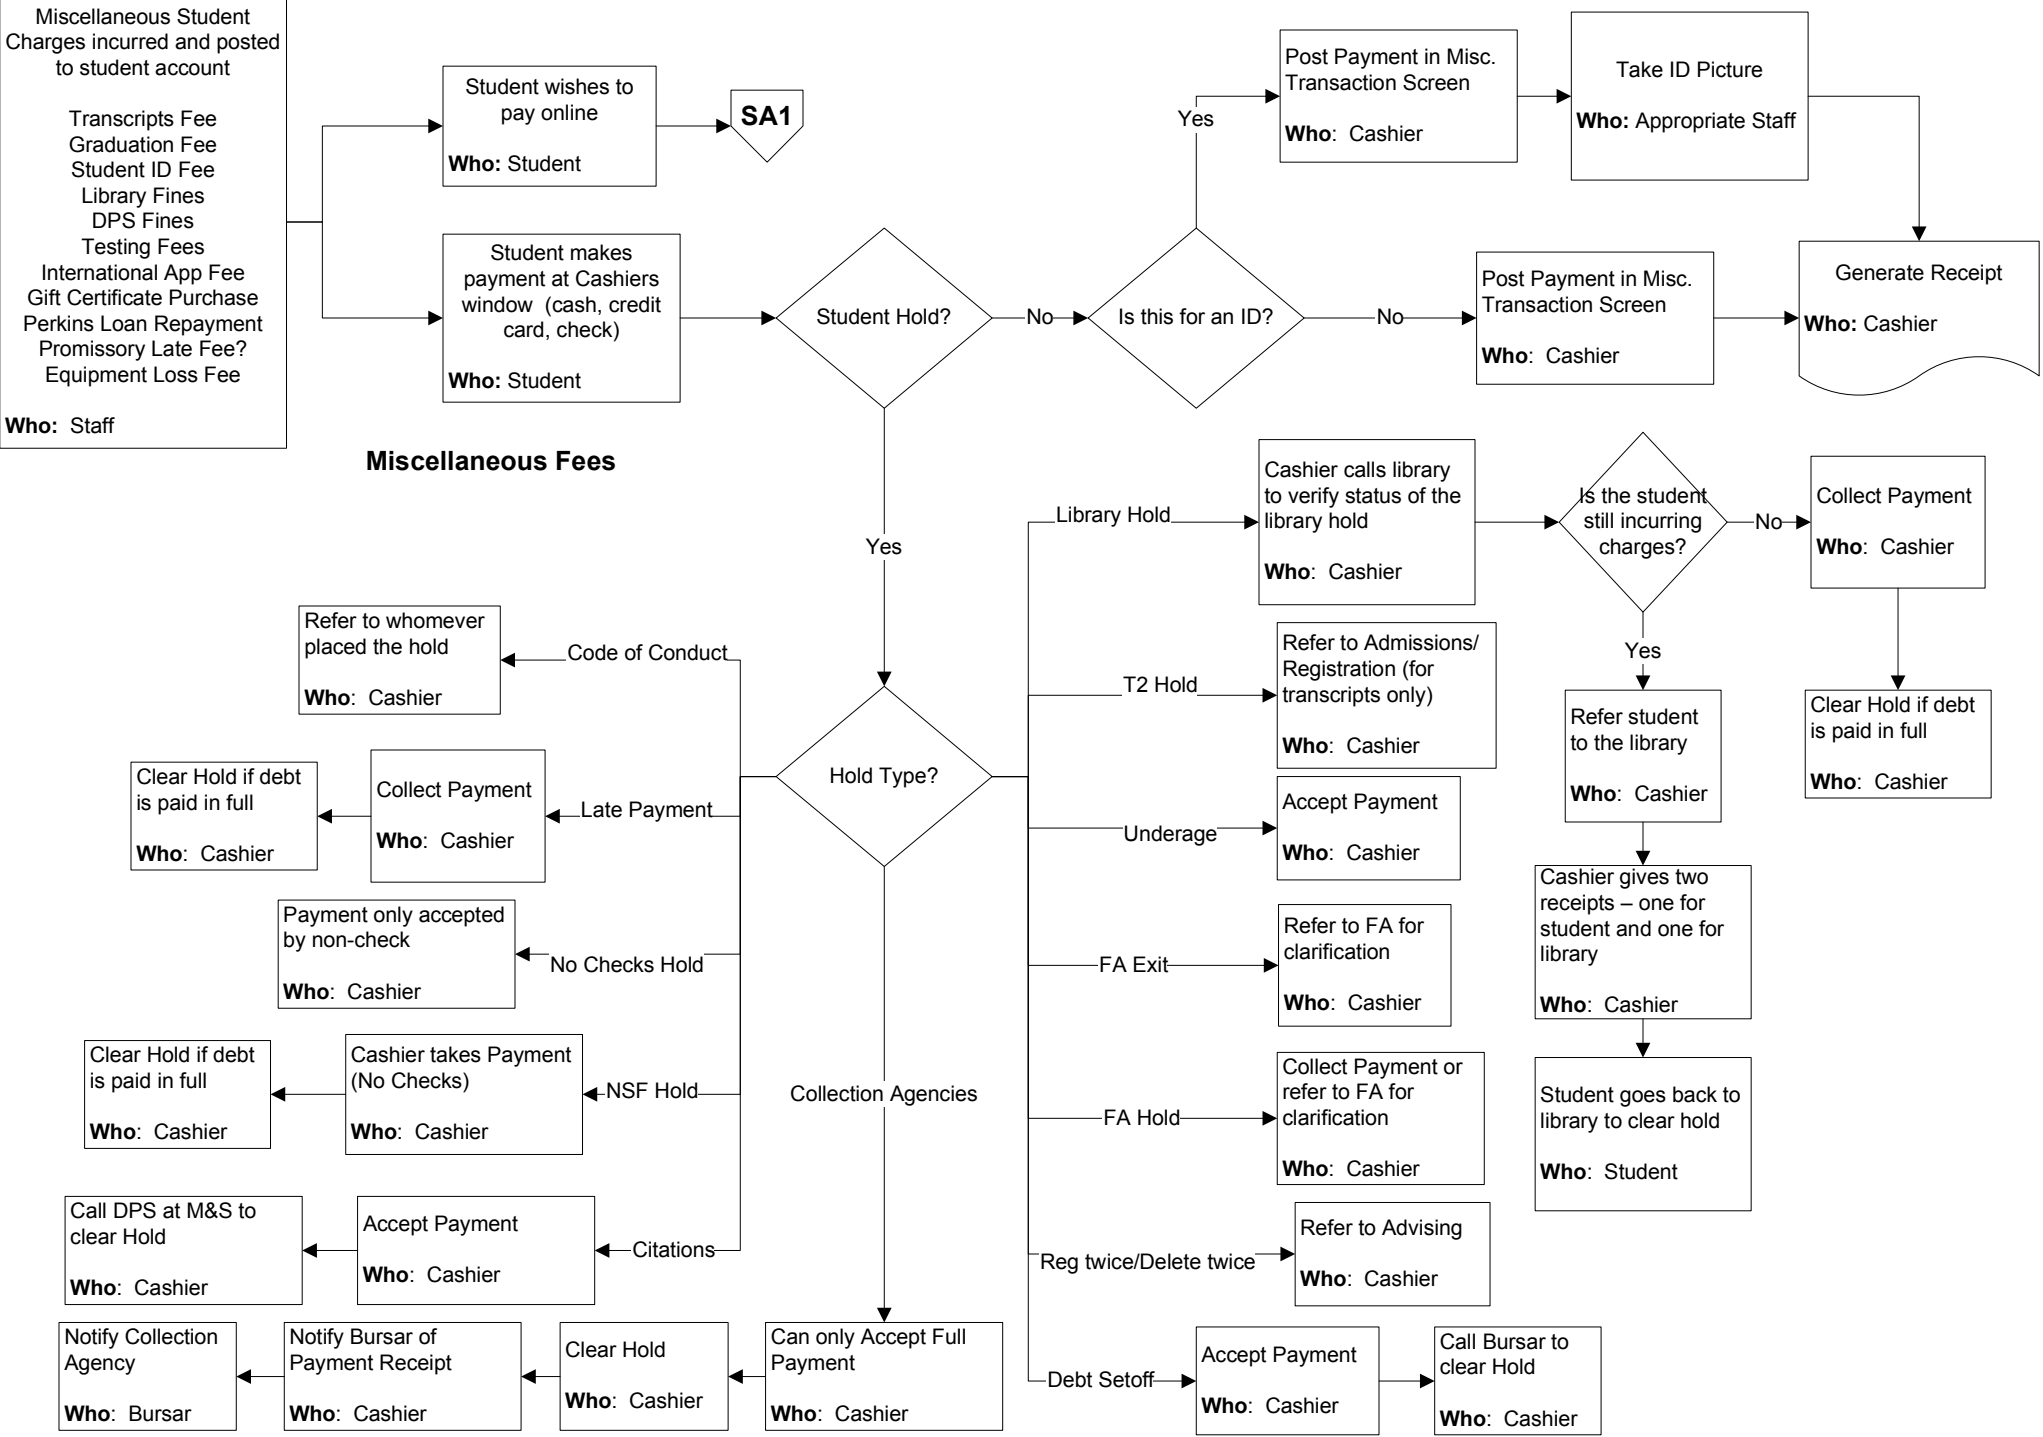 Miscellaneous Student
Charges incurred and posted
to student account
Transcripts Fee
Graduation Fee
Student ID Fee
Library Fines
DPS Fines
Testing Fees
International App Fee
Gift Certificate Purchase
Perkins Loan Repayment
Promissory Late Fee?
Equipment Loss Fee
Who: Staff
Student wishes to
pay online
Who: Student
SA1
Student makes
payment at Cashiers
window (cash, credit
card, check)
Who: Student
Miscellaneous Fees
Student Hold?
No
Is this for an ID?
Yes
Post Payment in Misc.
Transaction Screen
Who: Cashier
Take ID Picture
Who: Appropriate Staff
No
Post Payment in Misc.
Transaction Screen
Who: Cashier
Generate Receipt
Who: Cashier
Yes
Hold Type?
Code of Conduct
Refer to whomever
placed the hold
Who: Cashier
Late Payment
Collect Payment
Who: Cashier
Clear Hold if debt
is paid in full
Who: Cashier
No Checks Hold
Payment only accepted
by non-check
Who: Cashier
NSF Hold
Cashier takes Payment
(No Checks)
Who: Cashier
Clear Hold if debt
is paid in full
Who: Cashier
Citations
Accept Payment
Who: Cashier
Call DPS at M&S to
clear Hold
Who: Cashier
Collection Agencies
Can only Accept Full
Payment
Who: Cashier
Clear Hold
Who: Cashier
Notify Bursar of
Payment Receipt
Who: Cashier
Notify Collection
Agency
Who: Bursar
Library Hold
Cashier calls library
to verify status of the
library hold
Who: Cashier
Is the student
still incurring
charges?
No
Collect Payment
Who: Cashier
Clear Hold if debt
is paid in full
Who: Cashier
Yes
Refer student
to the library
Who: Cashier
Cashier gives two
receipts – one for
student and one for
library
Who: Cashier
Student goes back to
library to clear hold
Who: Student
T2 Hold
Refer to Admissions/
Registration (for
transcripts only)
Who: Cashier
Underage
Accept Payment
Who: Cashier
FA Exit
Refer to FA for
clarification
Who: Cashier
FA Hold
Collect Payment or
refer to FA for
clarification
Who: Cashier
Reg twice/Delete twice
Refer to Advising
Who: Cashier
Debt Setoff
Accept Payment
Who: Cashier
Call Bursar to
clear Hold
Who: Cashier